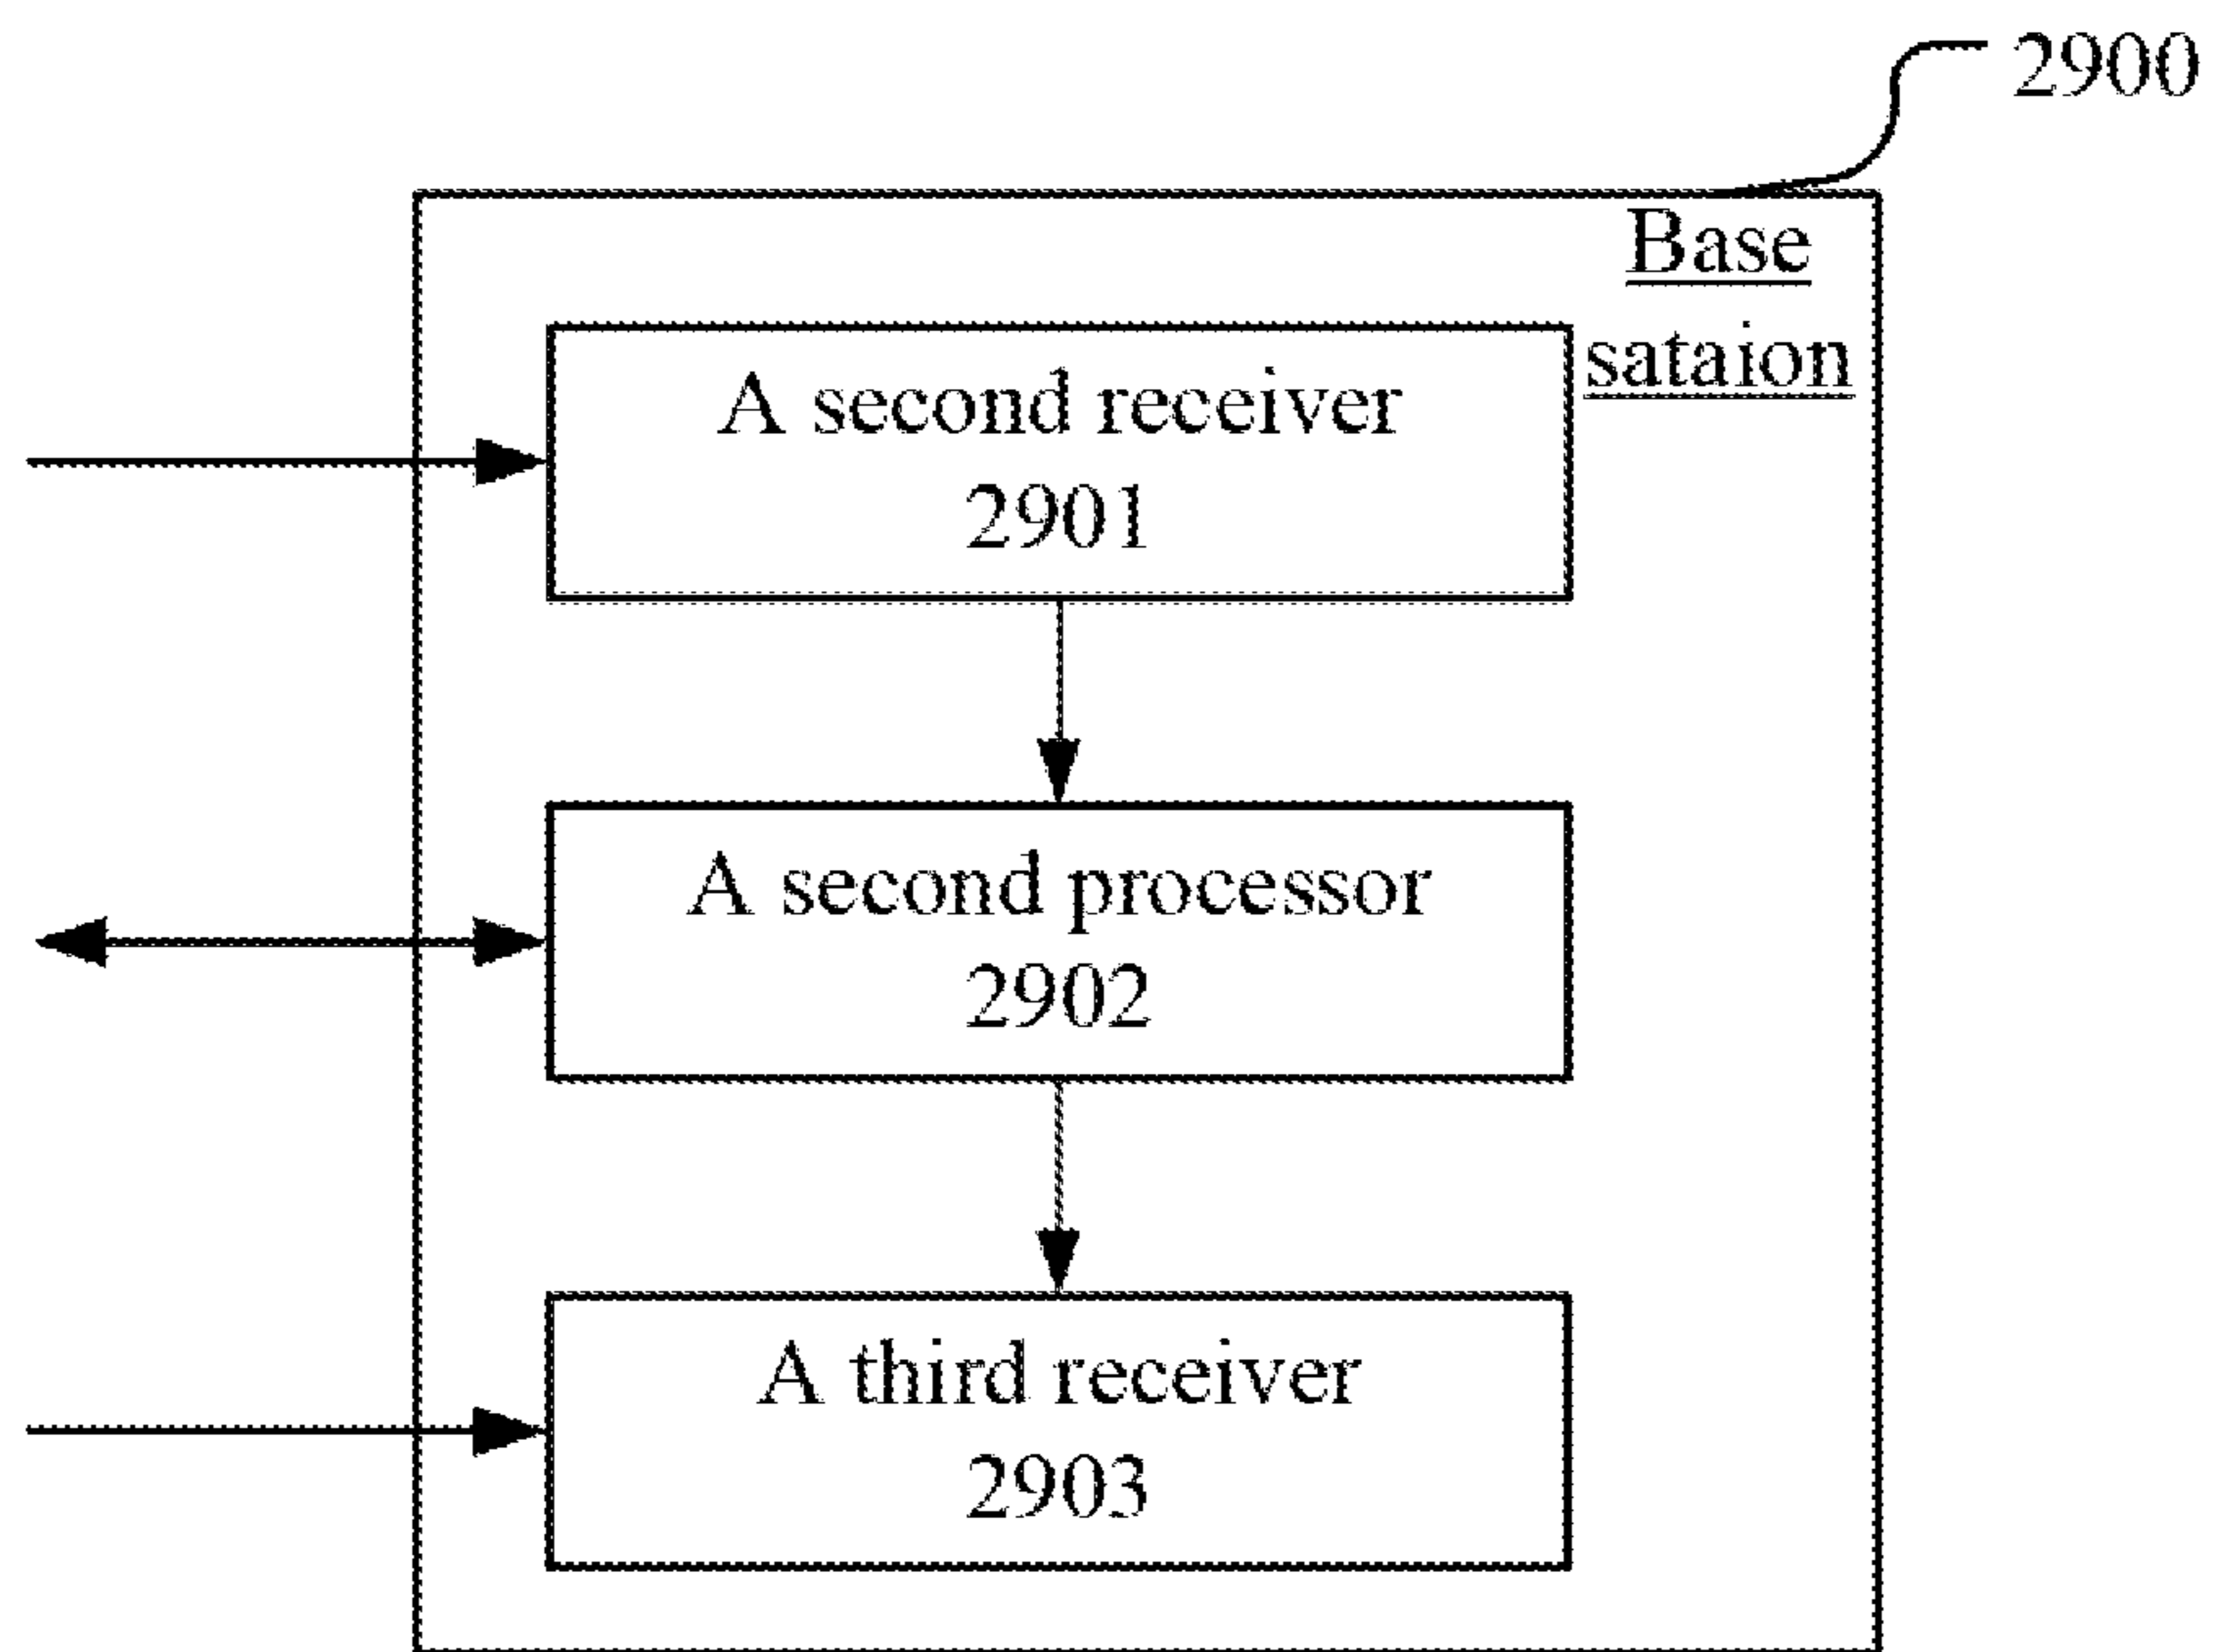 2900
Base
sataion
A second receiver
2901
A second processor
2902
A third receiver
2903